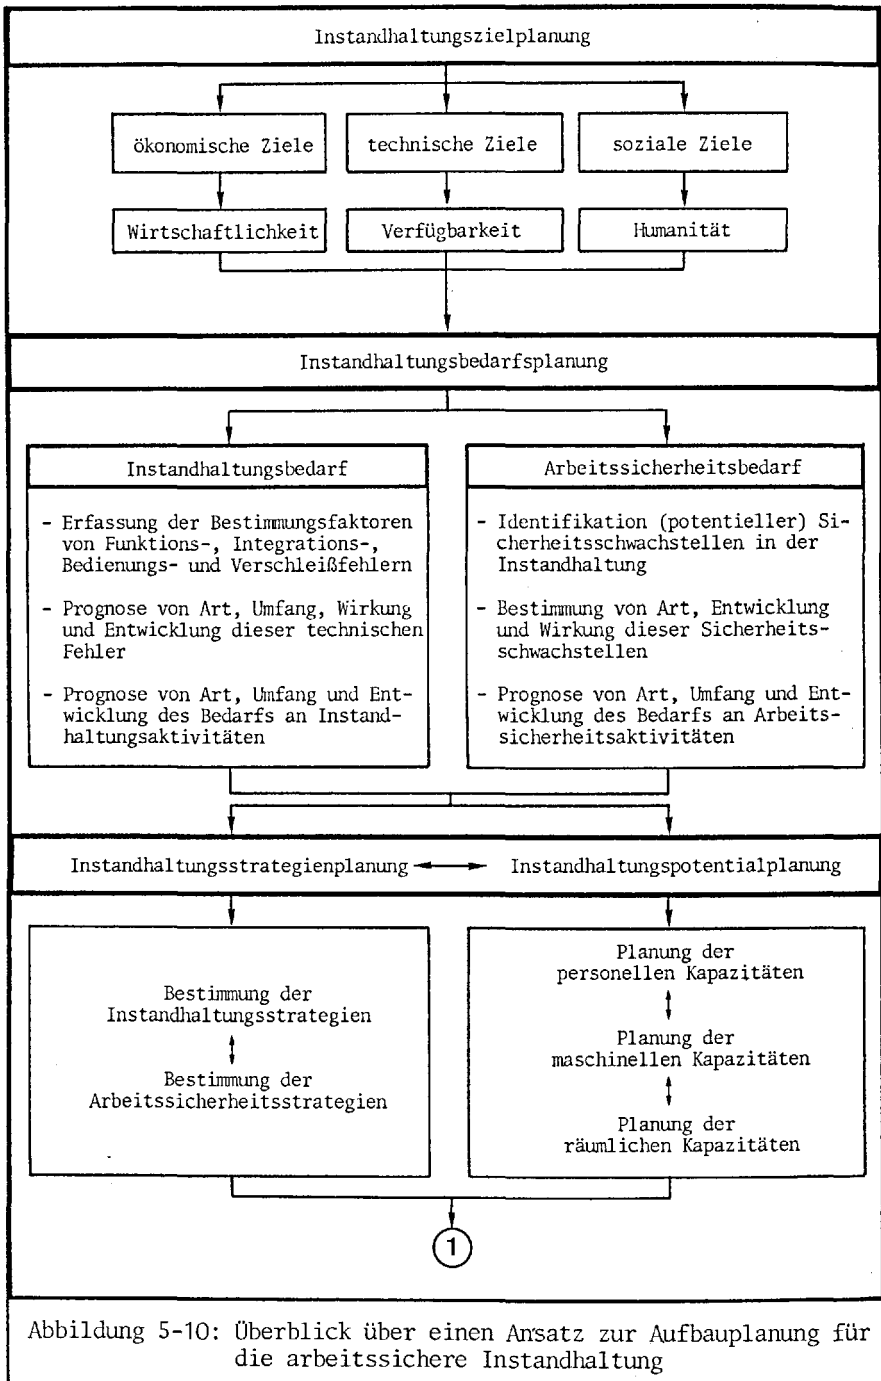 Instandhaltungszielplanung
ökonomische Ziele
technische Ziele
soziale Ziele
Wirtschaftlichkeit
Verfügbarkeit
Humanität
Instandhaltungsbedarfsplanung
Instandhaltungsbedarf
- Erfassung der Bestimmungsfaktoren
von Funktions-, Integrations-,
Bedienungs- und Verschleißfehlern
- Prognose von Art, Umfang, Wirkung
und Entwicklung dieser technischen
Fehler
- Prognose von Art, Umfang und Ent-
wicklung des Bedarfs an Instand-
haltungsaktivitäten
Arbeitssicherheitsbedarf
- Identifikation (potentieller) Si-
cherheitsschwachstellen in der
Instandhaltung
- Bestimmung von Art, Entwicklung
und Wirkung dieser Sicherheits-
schwachstellen
- Prognose von Art, Umfang und Ent-
wicklung des Bedarfs an Arbeits-
sicherheitsaktivitäten
Instandhaltungsstrategienplanung
Instandhaltungspotentialplanung
Bestimmung der
Instandhaltungsstrategien
Bestimmung der
Arbeitssicherheitsstrategien
Planung der
personellen Kapazitäten
Planung der
maschinellen Kapazitäten
Planung der
räumlichen Kapazitäten
1
Abbildung 5-10: Überblick über einen Ansatz zur Aufbauplanung für
die arbeitssichere Instandhaltung